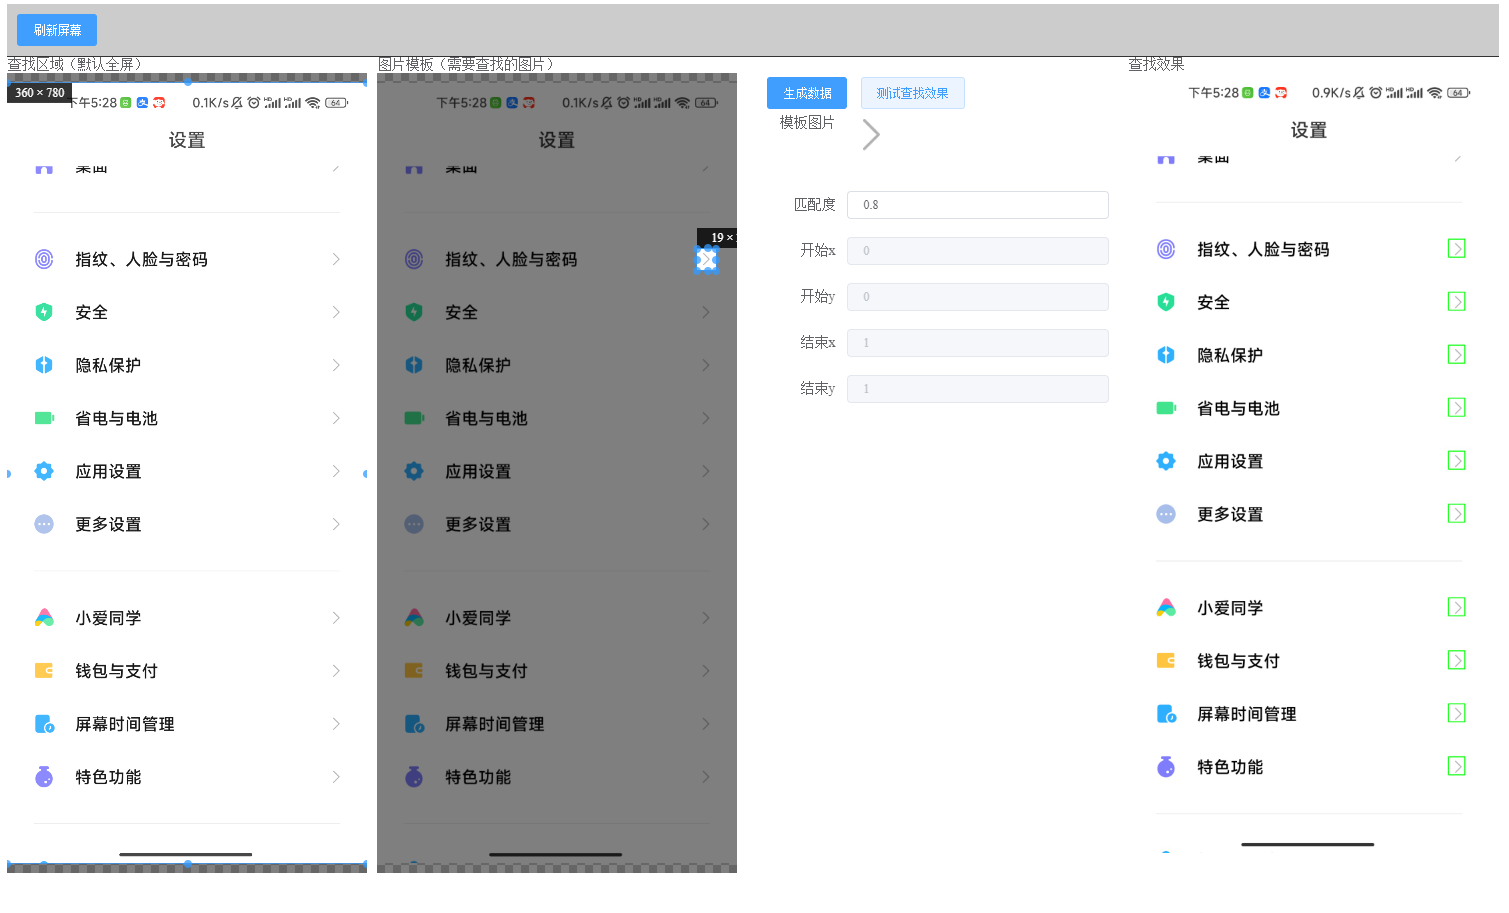 刷新屏幕
查找区域（默认全屏）
360 × 780
下午5:28
0.1K/s
64
设置
桌面
指纹、人脸与密码
安全
隐私保护
省电与电池
应用设置
更多设置
小爱同学
钱包与支付
屏幕时间管理
特色功能
图片模板（需要查找的图片）
下午5:28
0.1K/s
64
设置
桌面
19 ×
指纹、人脸与密码
安全
隐私保护
省电与电池
应用设置
更多设置
小爱同学
钱包与支付
屏幕时间管理
特色功能
生成数据
测试查找效果
模板图片
匹配度 0.8
开始x 0
开始y 0
结束x 1
结束y 1
查找效果
下午5:28
0.9K/s
64
设置
桌面
指纹、人脸与密码
安全
隐私保护
省电与电池
应用设置
更多设置
小爱同学
钱包与支付
屏幕时间管理
特色功能